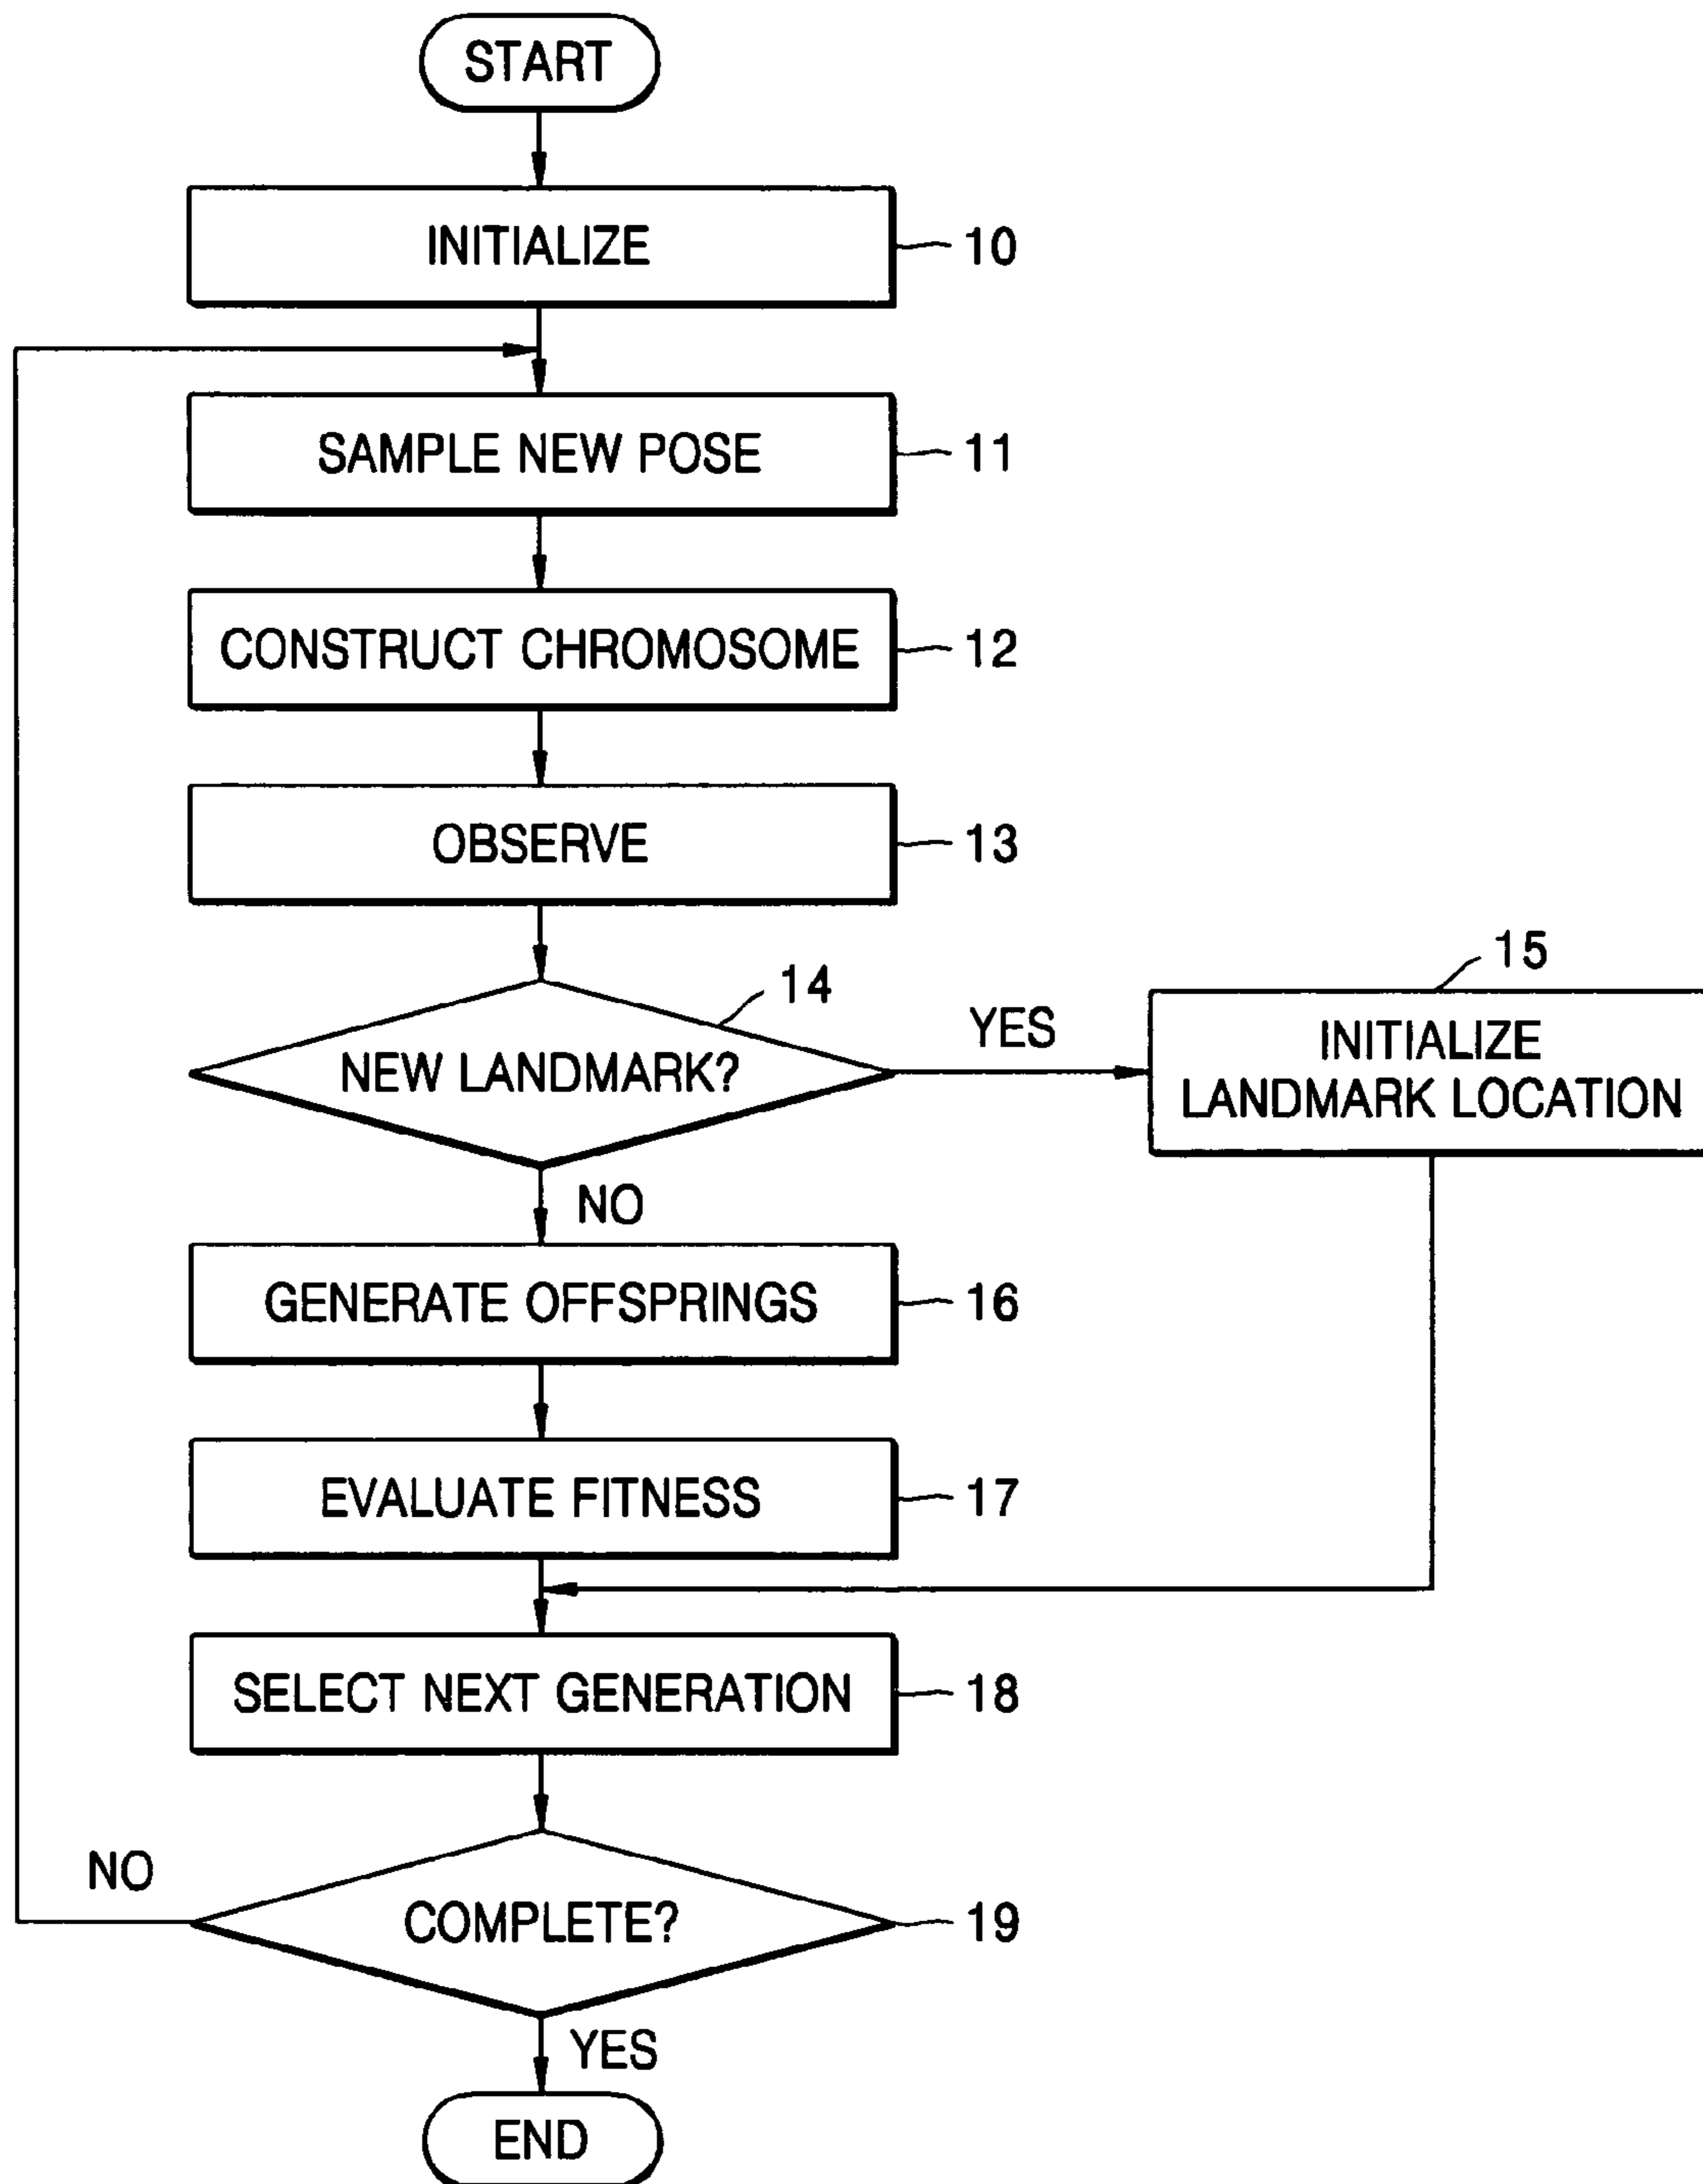 START
INITIALIZE
10
SAMPLE NEW POSE
11
CONSTRUCT CHROMOSOME
12
OBSERVE
13
14
NEW LANDMARK?
YES
15
INITIALIZE
LANDMARK LOCATION
NO
GENERATE OFFSPRINGS
16
EVALUATE FITNESS
17
SELECT NEXT GENERATION
18
NO
COMPLETE?
19
YES
END